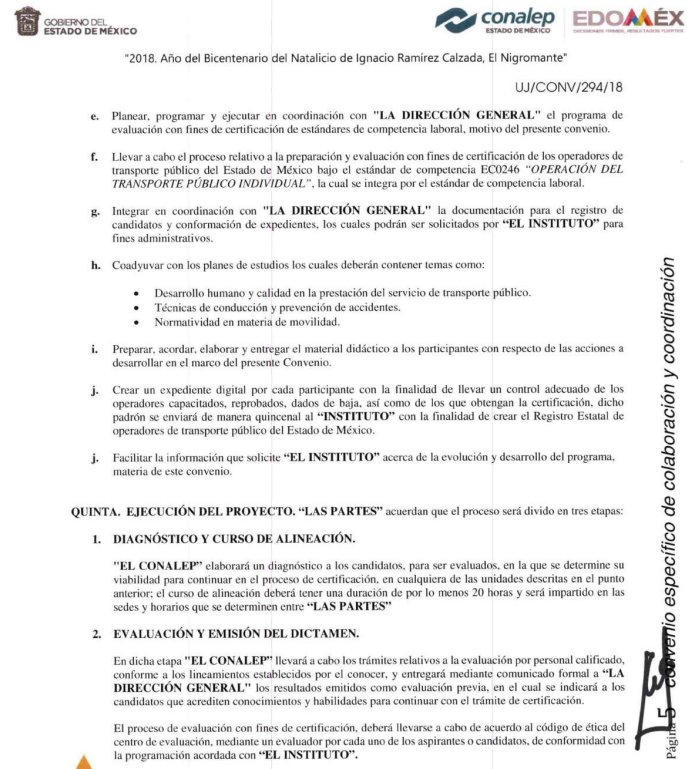 GOBIERNO DEL
ESTADO DE MÉXICO
conalep
ESTADO DE MÉXICO
EDOMÉX
DECISIONES FIRMES, RESULTADOS FUERTES
"2018. Año del Bicentenario del Natalicio de Ignacio Ramírez Calzada, El Nigromante"
UJ/CONV/294/18
e. Planear, programar y ejecutar en coordinación con "LA DIRECCIÓN GENERAL" el programa de
evaluación con fines de certificación de estándares de competencia laboral, motivo del presente convenio.
f. Llevar a cabo el proceso relativo a la preparación y evaluación con fines de certificación de los operadores de
transporte público del Estado de México bajo el estándar de competencia EC0246 "OPERACIÓN DEL
TRANSPORTE PÚBLICO INDIVIDUAL", la cual se integra por el estándar de competencia laboral.
g. Integrar en coordinación con "LA DIRECCIÓN GENERAL" la documentación para el registro de
candidatos y conformación de expedientes, los cuales podrán ser solicitados por “EL INSTITUTO” para
fines administrativos.
h. Coadyuvar con los planes de estudios los cuales deberán contener temas como:
• Desarrollo humano y calidad en la prestación del servicio de transporte público.
• Técnicas de conducción y prevención de accidentes.
• Normatividad en materia de movilidad.
i. Preparar, acordar, elaborar y entregar el material didáctico a los participantes con respecto de las acciones a
desarrollar en el marco del presente Convenio.
j. Crear un expediente digital por cada participante con la finalidad de llevar un control adecuado de los
operadores capacitados, reprobados, dados de baja, así como de los que obtengan la certificación, dicho
padrón se enviará de manera quincenal al “INSTITUTO” con la finalidad de crear el Registro Estatal de
operadores de transporte público del Estado de México.
j. Facilitar la información que solicite “EL INSTITUTO” acerca de la evolución y desarrollo del programa,
materia de este convenio.
QUINTA. EJECUCIÓN DEL PROYECTO. “LAS PARTES” acuerdan que el proceso será divido en tres etapas:
1. DIAGNÓSTICO Y CURSO DE ALINEACIÓN.
"EL CONALEP” elaborará un diagnóstico a los candidatos, para ser evaluados, en la que se determine su
viabilidad para continuar en el proceso de certificación, en cualquiera de las unidades descritas en el punto
anterior; el curso de alineación deberá tener una duración de por lo menos 20 horas y será impartido en las
sedes y horarios que se determinen entre “LAS PARTES”
2. EVALUACIÓN Y EMISIÓN DEL DICTAMEN.
En dicha etapa "EL CONALEP” llevará a cabo los trámites relativos a la evaluación por personal calificado,
conforme a los lineamientos establecidos por el conocer, y entregará mediante comunicado formal a “LA
DIRECCIÓN GENERAL” los resultados emitidos como evaluación previa, en el cual se indicará a los
candidatos que acrediten conocimientos y habilidades para continuar con el trámite de certificación.
El proceso de evaluación con fines de certificación, deberá llevarse a cabo de acuerdo al código de ética del
centro de evaluación, mediante un evaluador por cada uno de los aspirantes o candidatos, de conformidad con
la programación acordada con “EL INSTITUTO”.
Página 5 convenio específico de colaboración y coordinación